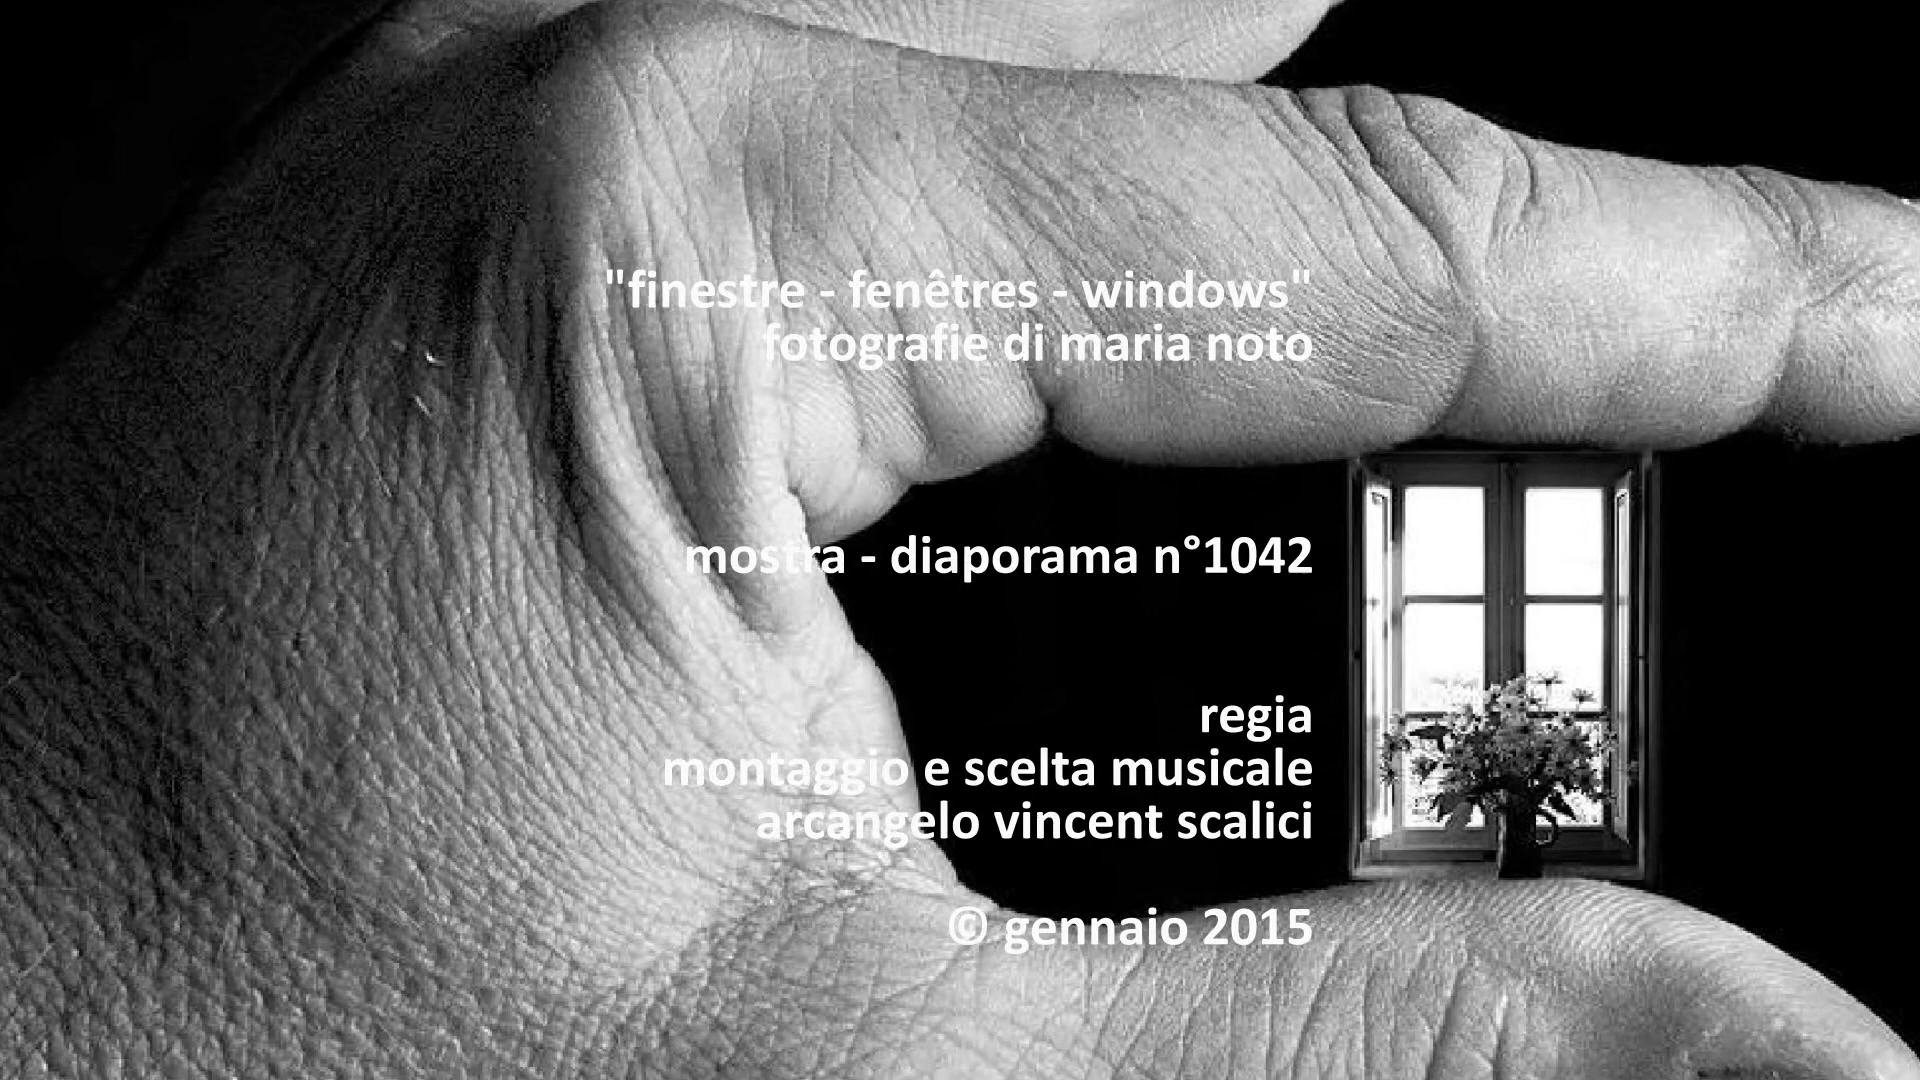 "finestre - fenêtres - windows"
fotografie di maria noto
mostra - diaporama n°1042
regia
montaggio e scelta musicale
arcangelo vincent scalici
© gennaio 2015